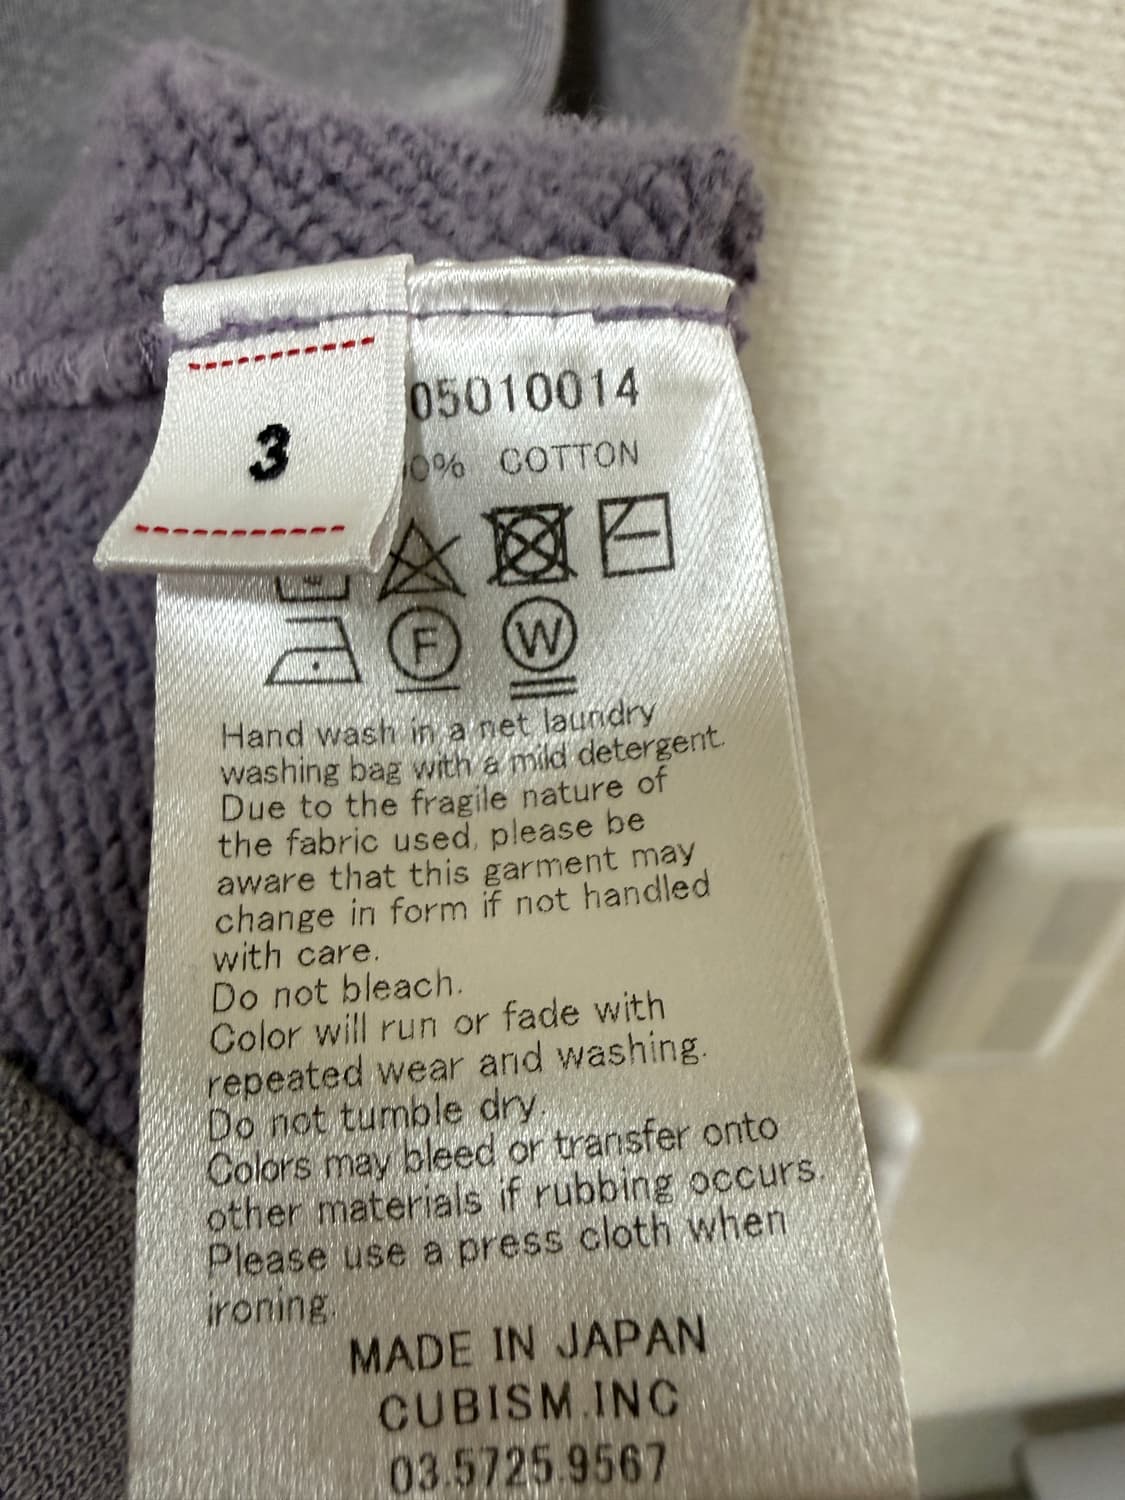 3
05010014
0% COTTON
F
W
Hand wash in a net laundry
washing bag with a mild detergent.
Due to the fragile nature of
the fabric used, please be
aware that this garment may
change in form if not handled
with care.
Do not bleach.
Color will run or fade with
repeated wear and washing.
Do not tumble dry.
Colors may bleed or transfer onto
other materials if rubbing occurs.
Please use a press cloth when
ironing.
MADE IN JAPAN
CUBISM.INC
03.5725.9567